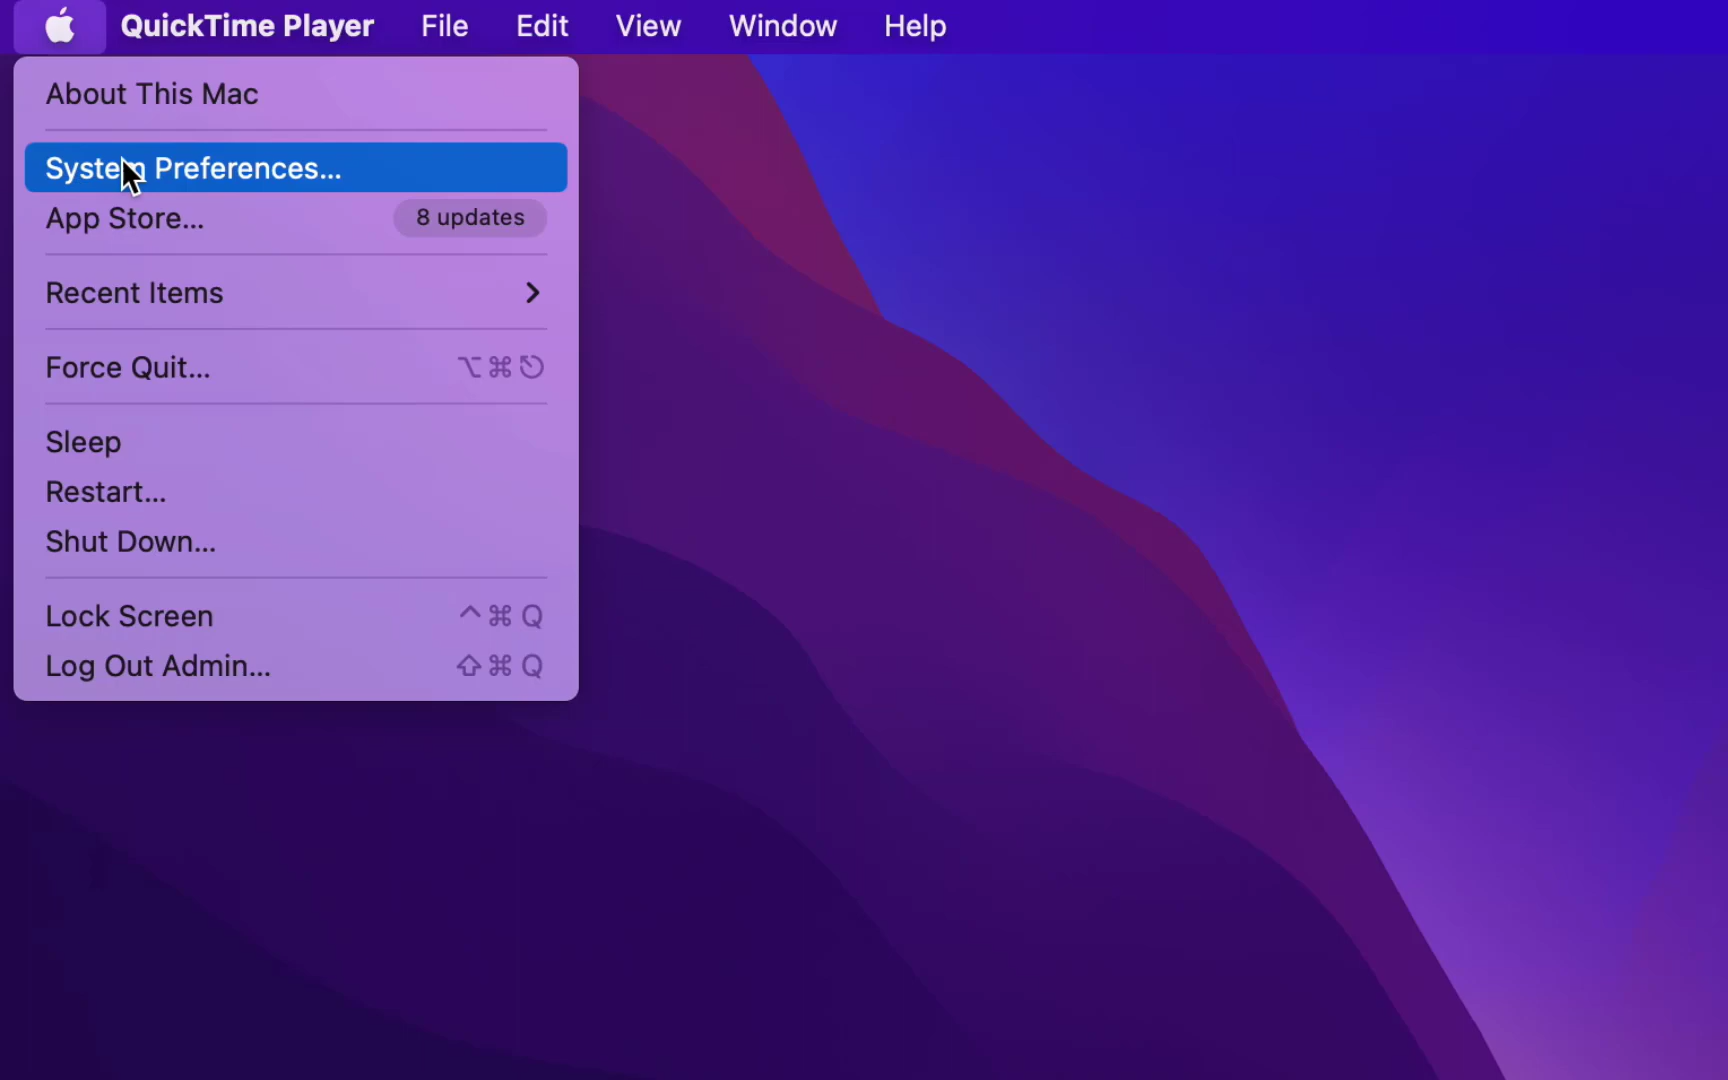 QuickTime Player File Edit View Window Help
About This Mac
System Preferences...
App Store... 8 updates
Recent Items
Force Quit... ⌥⌘⎋
Sleep
Restart...
Shut Down...
Lock Screen ^⌘Q
Log Out Admin... ⇧⌘Q